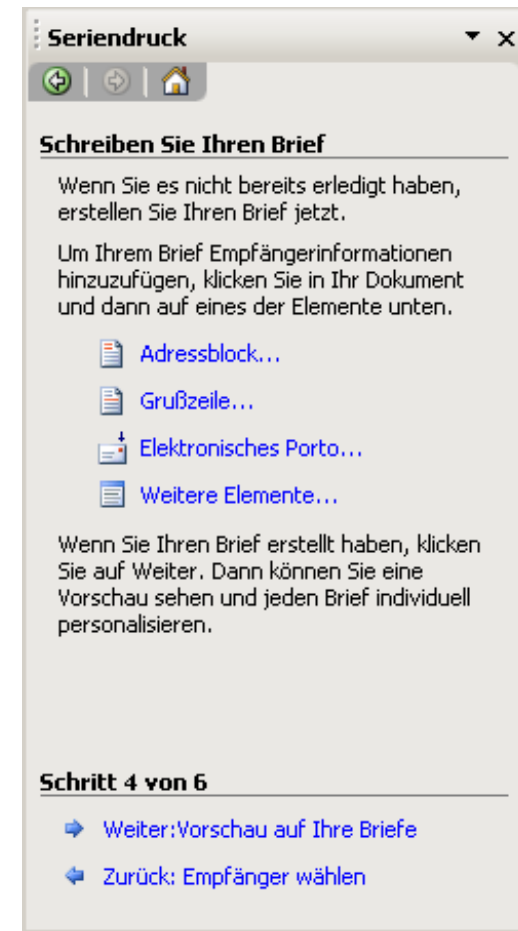 Seriendruck
Schreiben Sie Ihren Brief
Wenn Sie es nicht bereits erledigt haben,
erstellen Sie Ihren Brief jetzt.
Um Ihrem Brief Empfängerinformationen
hinzuzufügen, klicken Sie in Ihr Dokument
und dann auf eines der Elemente unten.
Adressblock...
Grußzeile...
Elektronisches Porto...
Weitere Elemente...
Wenn Sie Ihren Brief erstellt haben, klicken
Sie auf Weiter. Dann können Sie eine
Vorschau sehen und jeden Brief individuell
personalisieren.
Schritt 4 von 6
Weiter:Vorschau auf Ihre Briefe
Zurück: Empfänger wählen